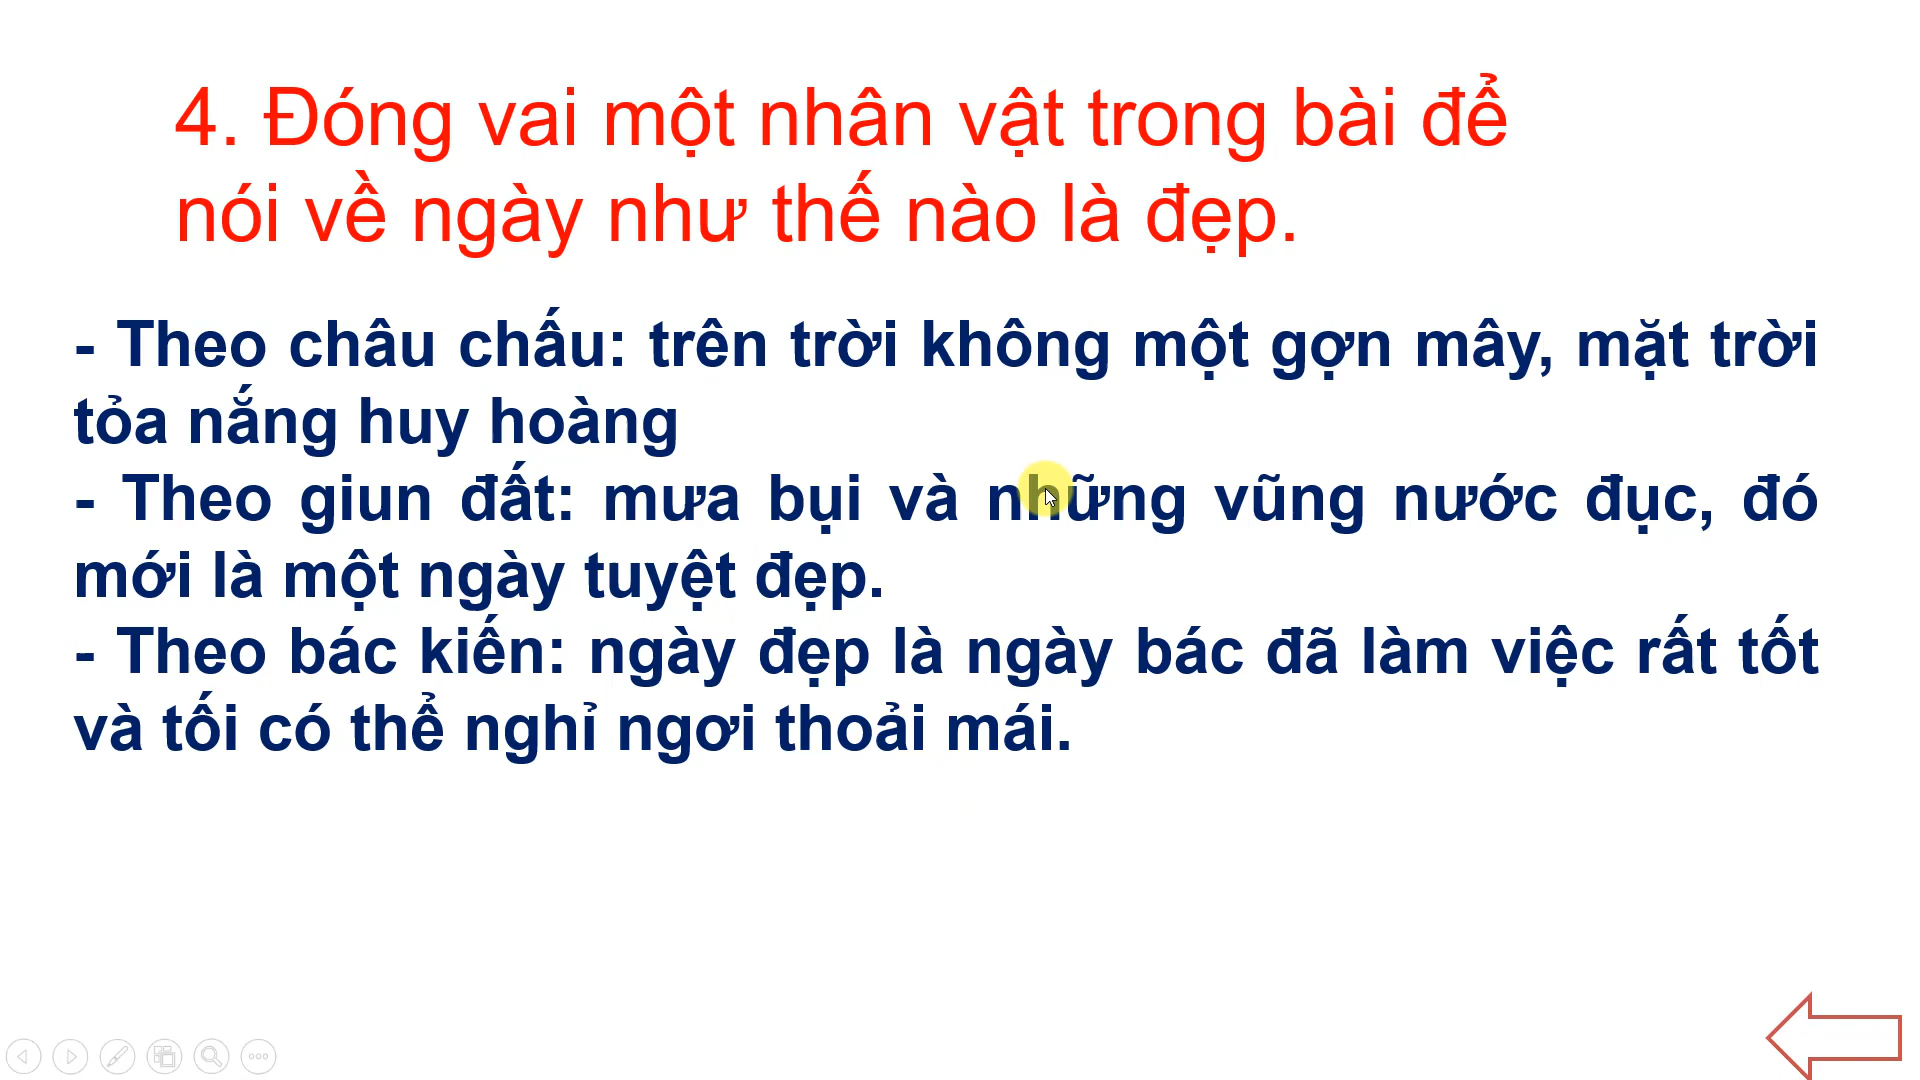 4. Đóng vai một nhân vật trong bài để
nói về ngày như thế nào là đẹp.
- Theo châu chấu: trên trời không một gợn mây, mặt trời
tỏa nắng huy hoàng
- Theo giun đất: mưa bụi và những vũng nước đục, đó
mới là một ngày tuyệt đẹp.
- Theo bác kiến: ngày đẹp là ngày bác đã làm việc rất tốt
và tối có thể nghỉ ngơi thoải mái.